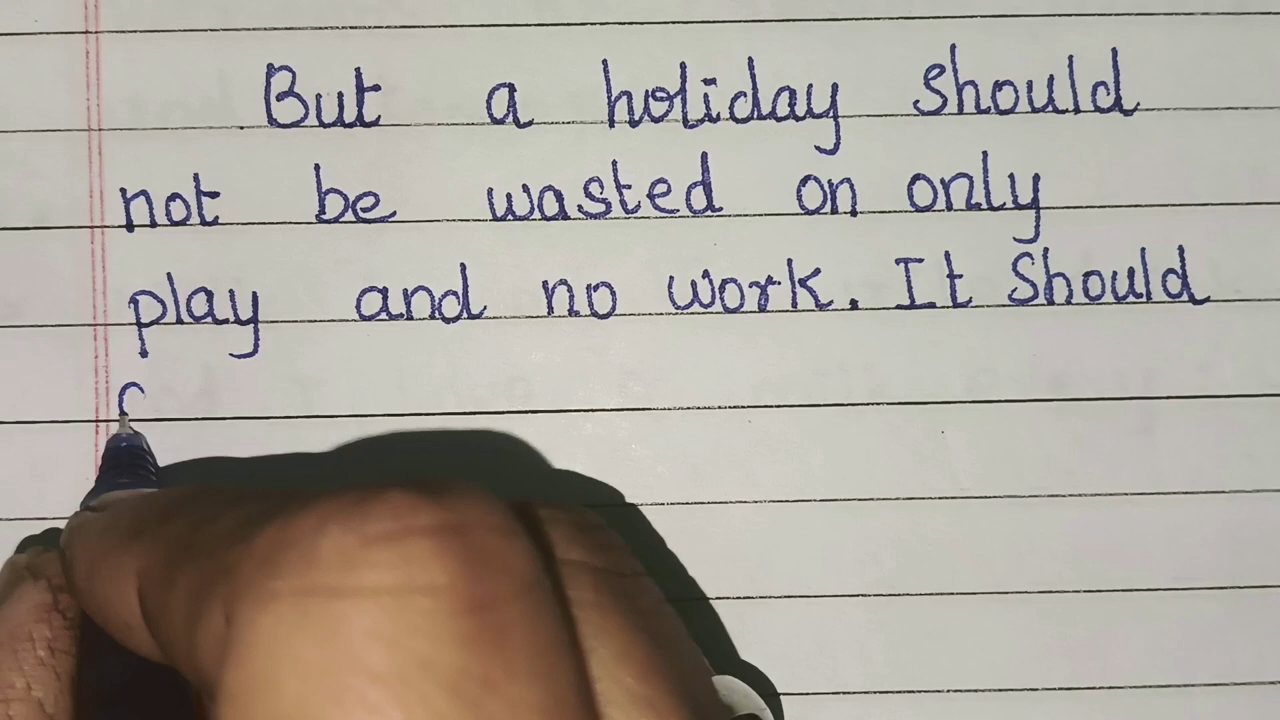 But a holiday should
not be wasted on only
play and no work. It Should